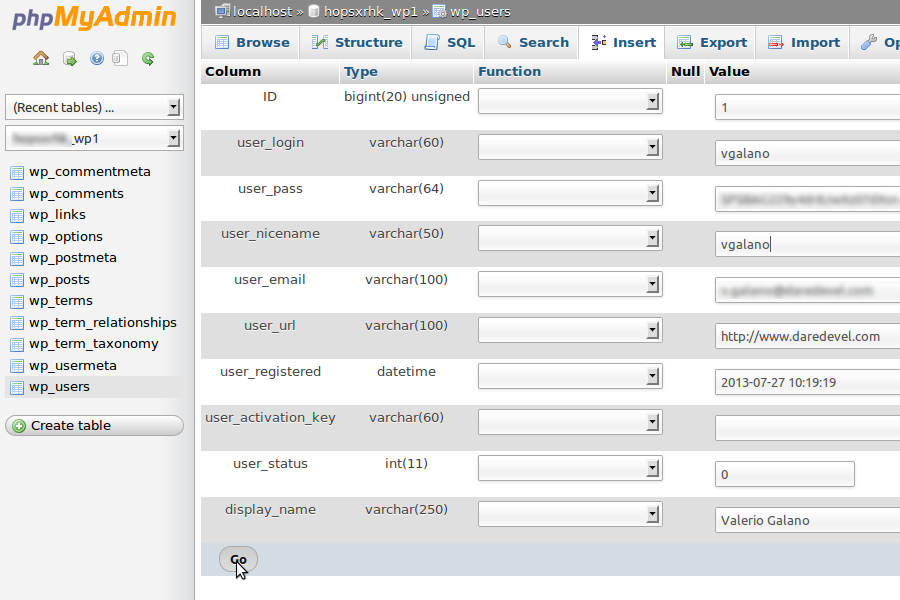 phpMyAdmin
(Recent tables) ...
_wp1
wp_commentmeta
wp_comments
wp_links
wp_options
wp_postmeta
wp_posts
wp_terms
wp_term_relationships
wp_term_taxonomy
wp_usermeta
wp_users
Create table
localhost » hopsxrhk_wp1 » wp_users
Browse Structure SQL Search Insert Export Import Op
Column Type Function Null Value
ID bigint(20) unsigned 1
user_login varchar(60) vgalano
user_pass varchar(64)
user_nicename varchar(50) vgalano
user_email varchar(100)
user_url varchar(100) http://www.daredevel.com
user_registered datetime 2013-07-27 10:19:19
user_activation_key varchar(60)
user_status int(11) 0
display_name varchar(250) Valerio Galano
Go